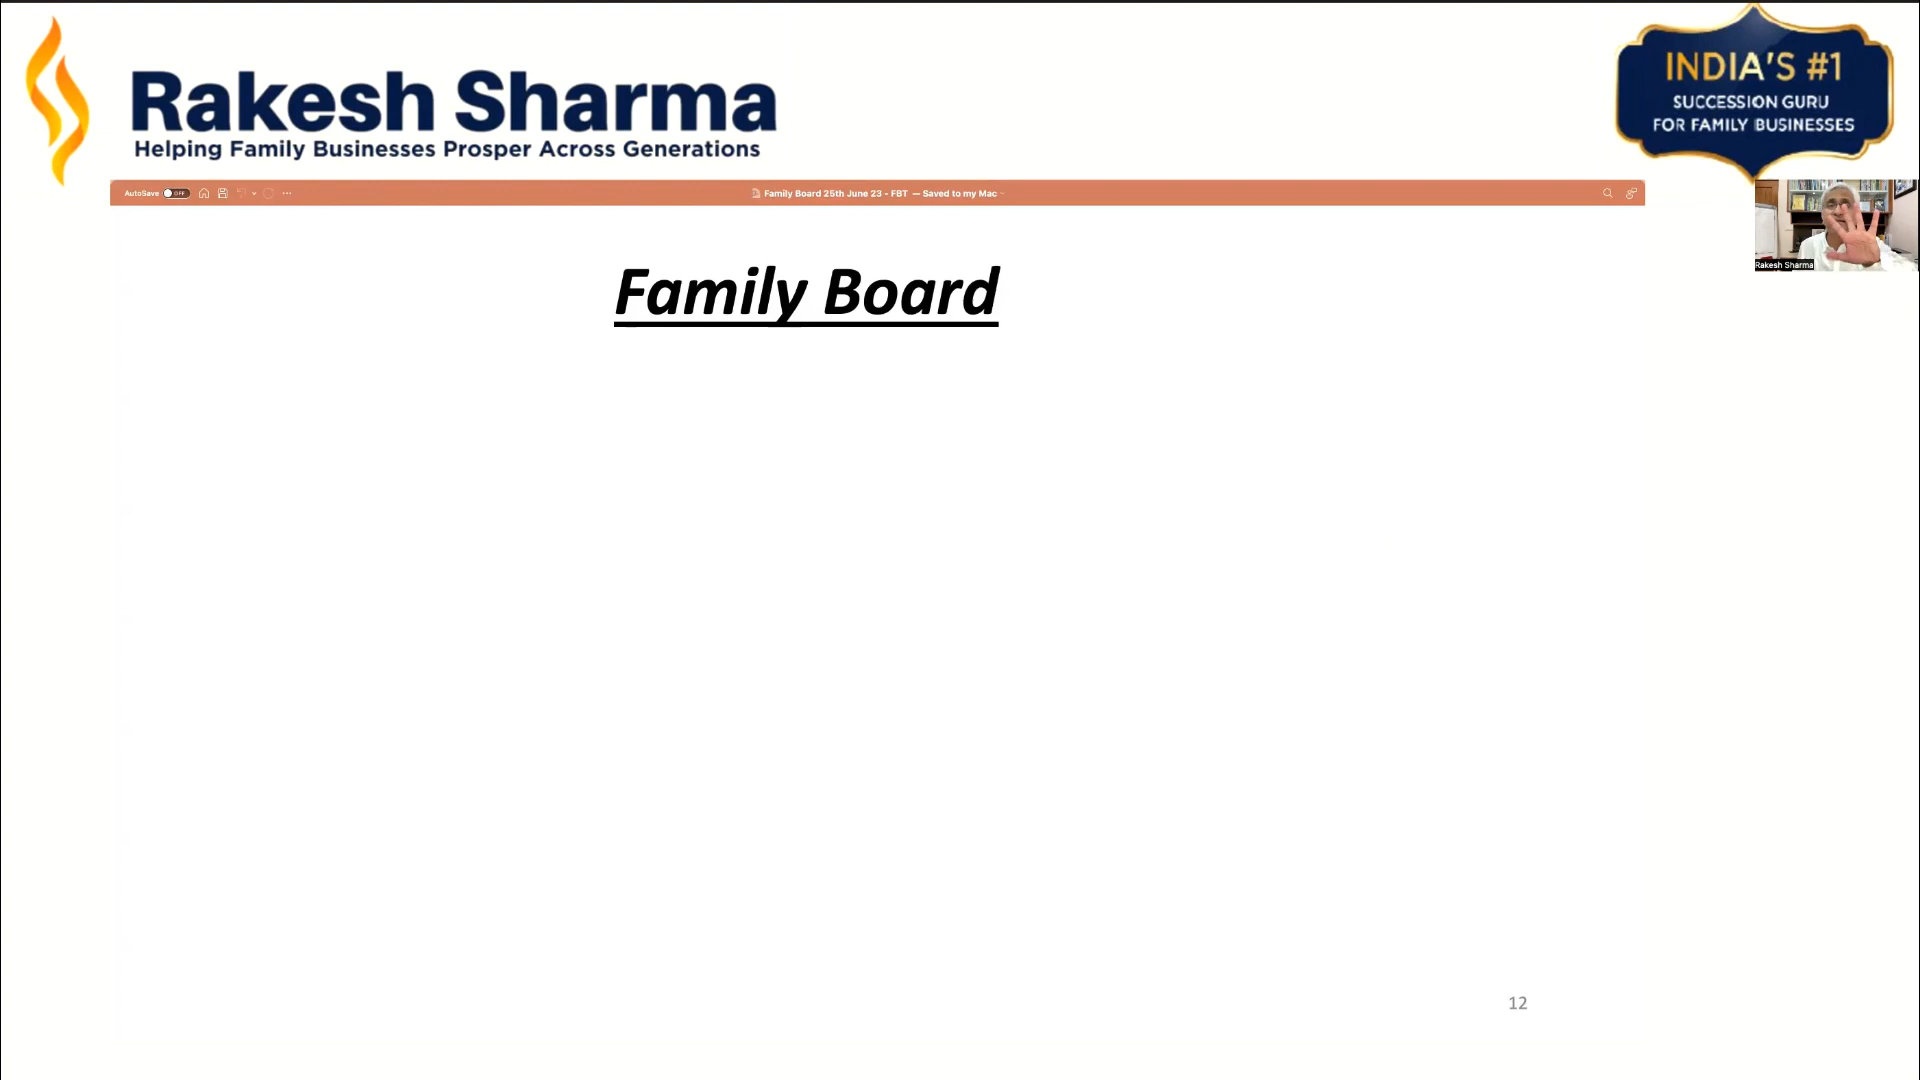 Rakesh Sharma
Helping Family Businesses Prosper Across Generations
INDIA'S #1
SUCCESSION GURU
FOR FAMILY BUSINESSES
AutoSave OFF
Family Board 25th June 23 - FBT — Saved to my Mac
Rakesh Sharma
Family Board
12